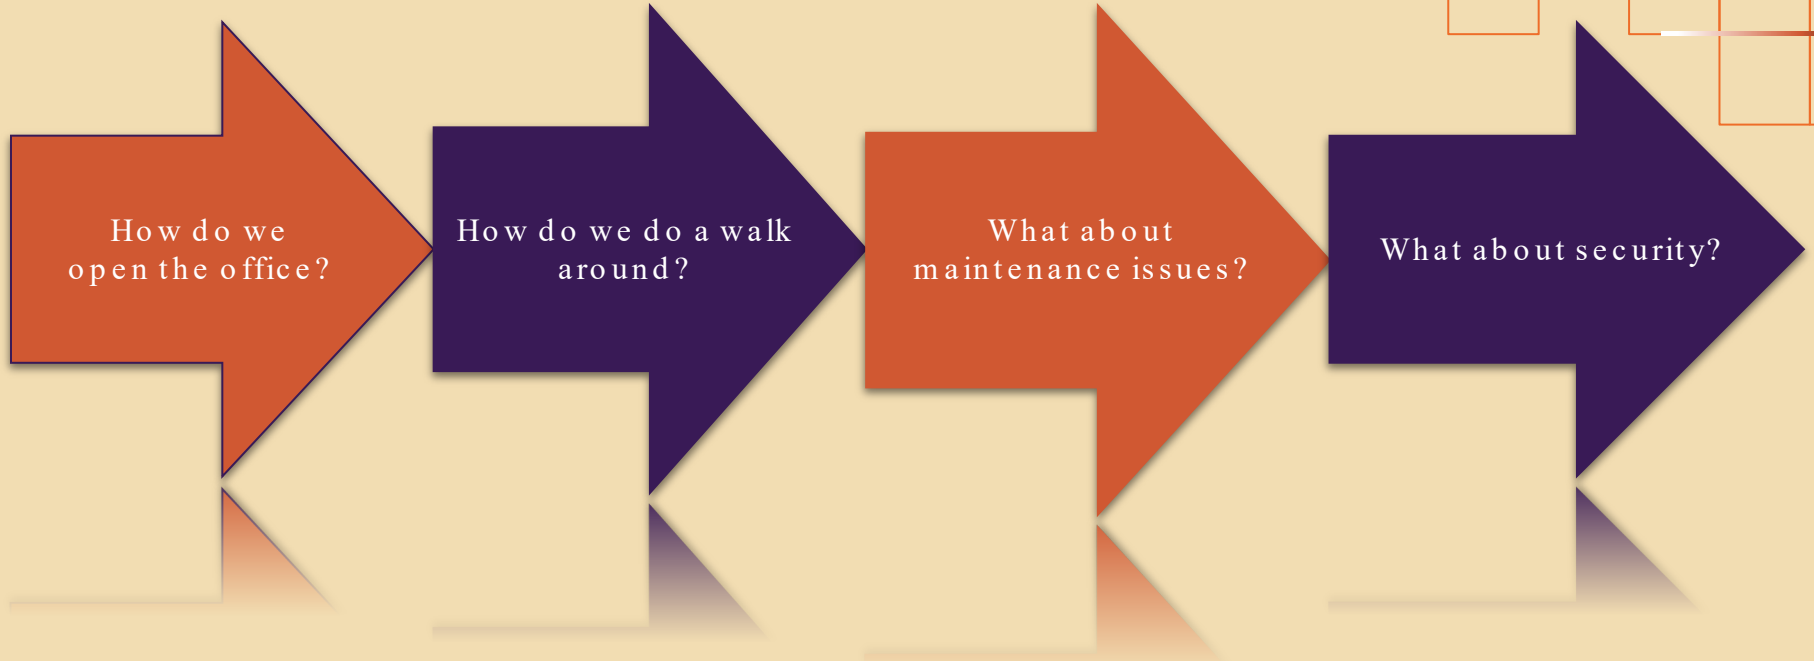 How do we
open the office?
How do we do a walk
around?
What about
maintenance issues?
What about security?